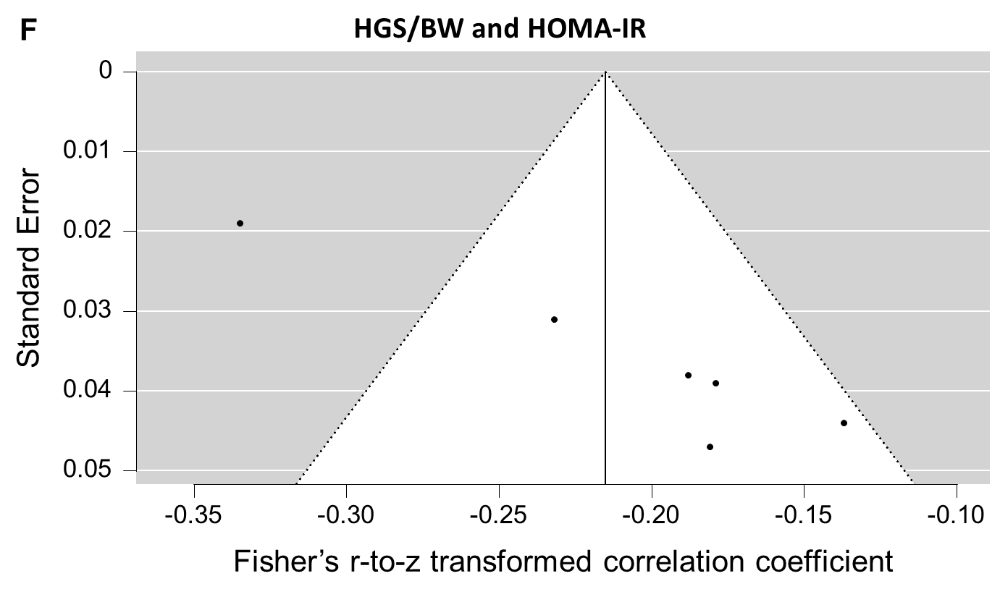 F
HGS/BW and HOMA-IR
0
0.01
0.02
0.03
0.04
0.05
Standard Error
-0.35 -0.30 -0.25 -0.20 -0.15 -0.10
Fisher’s r-to-z transformed correlation coefficient